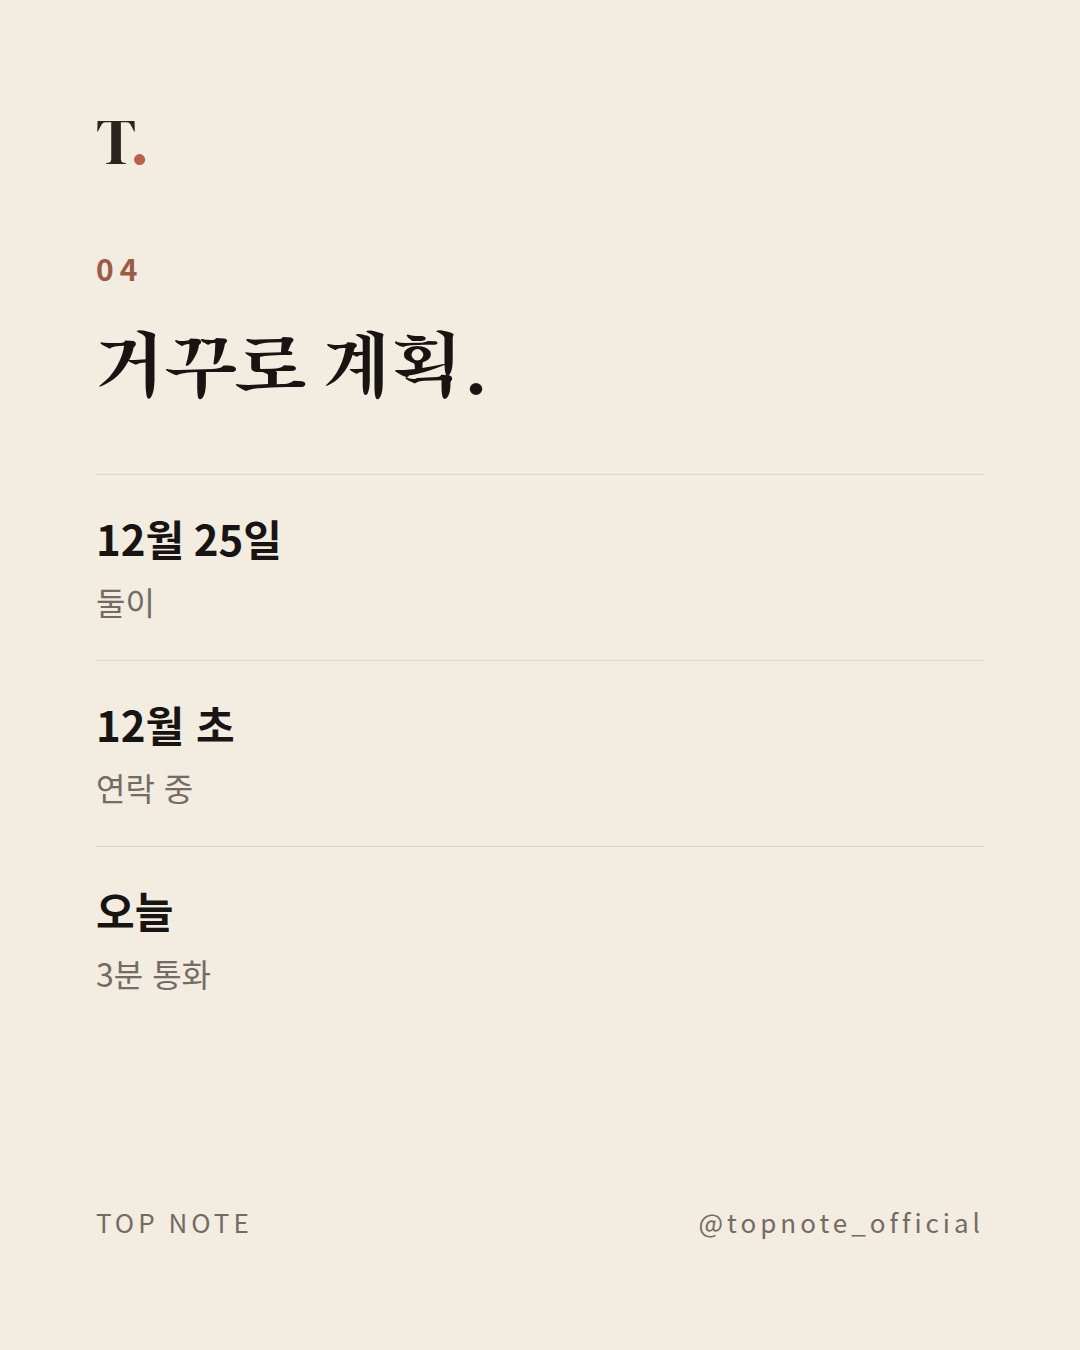 T.
04
거꾸로 계획.
12월 25일
둘이
12월 초
연락 중
오늘
3분 통화
TOP NOTE
@topnote_official